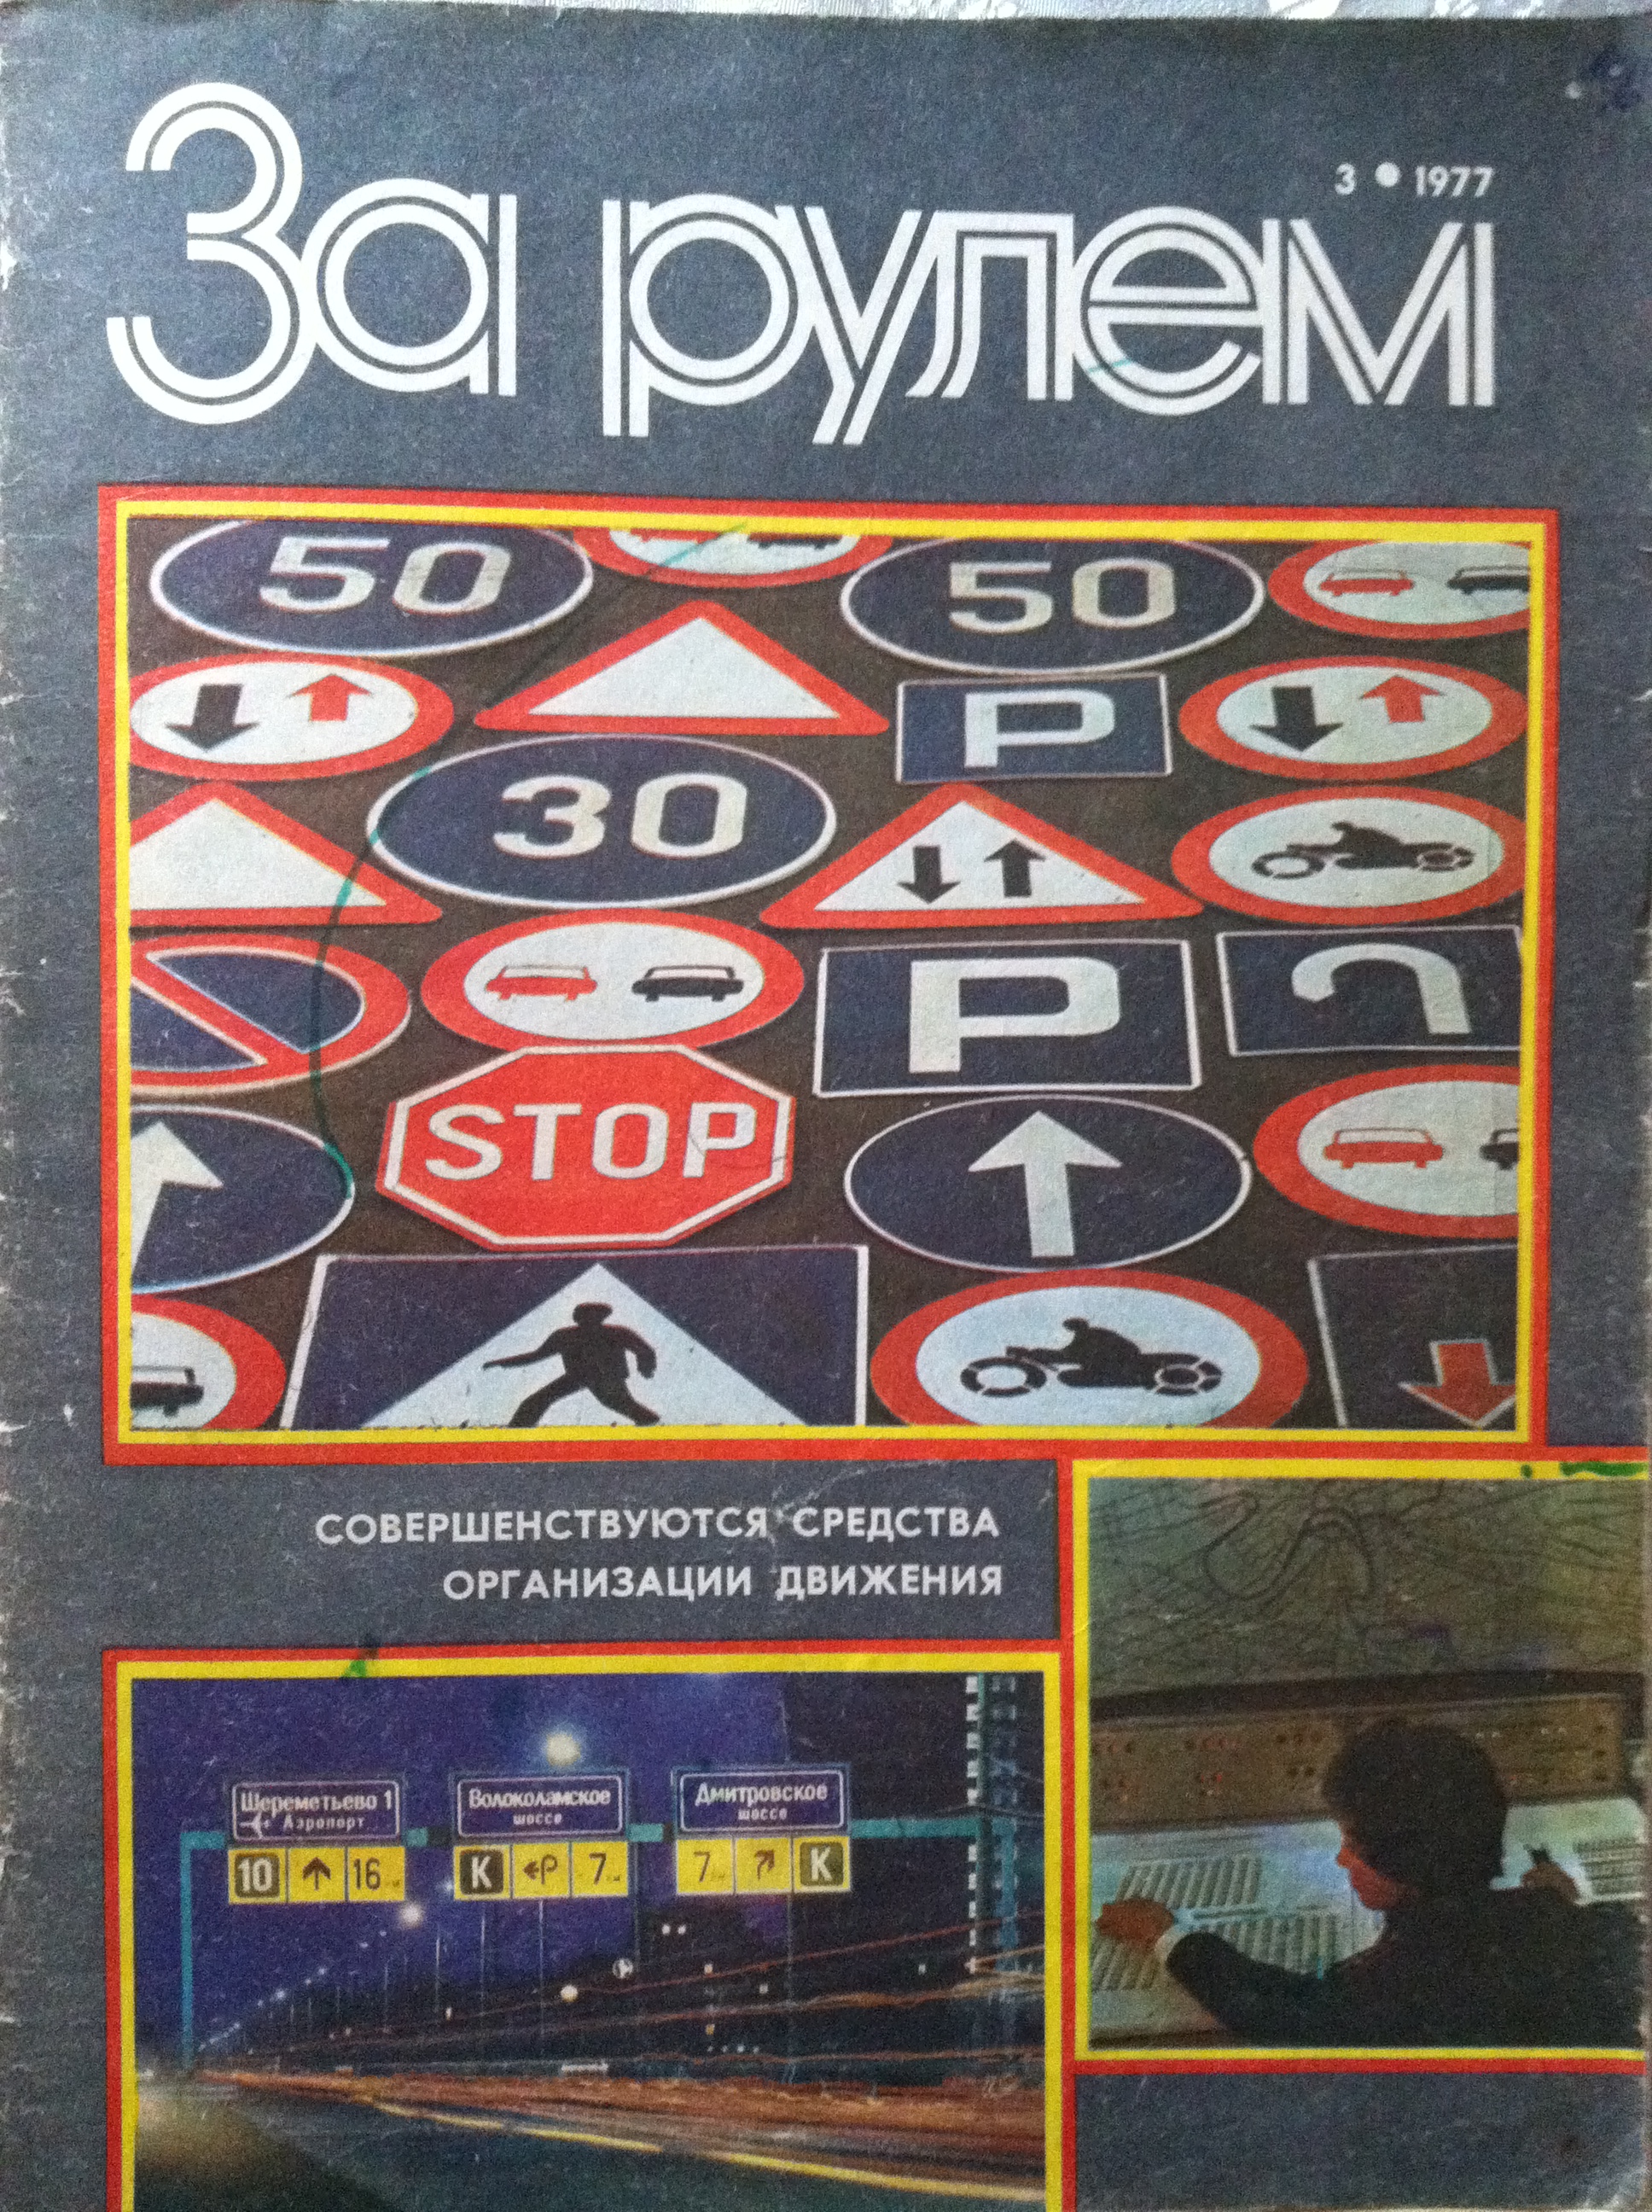 3 • 1977
За рулем
50
50
P
30
P
STOP
СОВЕРШЕНСТВУЮТСЯ СРЕДСТВА
ОРГАНИЗАЦИИ ДВИЖЕНИЯ
Шереметьево 1
Аэропорт
10 16
Волоколамское
шоссе
К 7
Дмитровское
шоссе
7 К